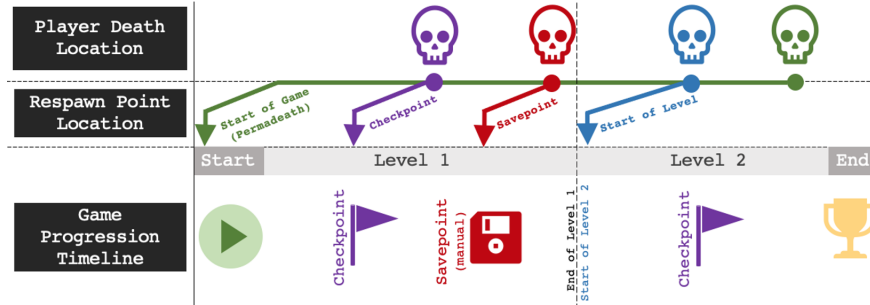 Player Death
Location
Respawn Point
Location
Start of Game
(Permadeath)
Checkpoint
Savepoint
Start of Level
Start
Level 1
Level 2
End
Game
Progression
Timeline
Checkpoint
Savepoint
(manual)
End of Level 1
Start of Level 2
Checkpoint